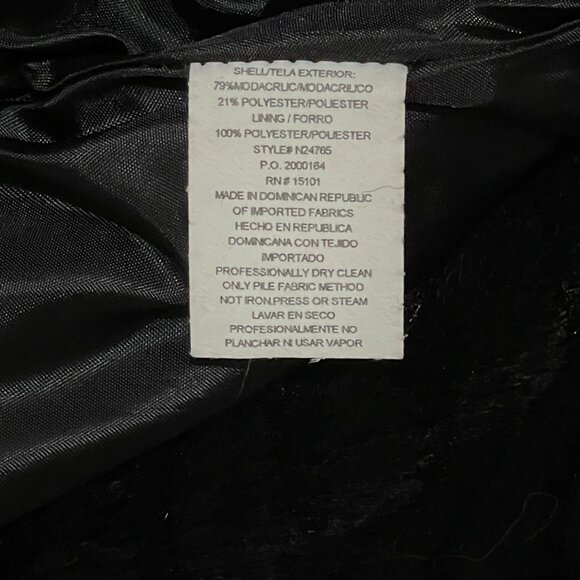 SHELL/TELA EXTERIOR:
79%MODACRLIC/MODACRILICO
21% POLYESTER/POLIESTER
LINING / FORRO
100% POLYESTER/POLIESTER
STYLE# N24765
P.O. 2000164
RN # 15101
MADE IN DOMINICAN REPUBLIC
OF IMPORTED FABRICS
HECHO EN REPUBLICA
DOMINICANA CON TEJIDO
IMPORTADO
PROFESSIONALLY DRY CLEAN
ONLY PILE FABRIC METHOD
NOT IRON.PRESS OR STEAM
LAVAR EN SECO
PROFESIONALMENTE NO
PLANCHAR NI USAR VAPOR